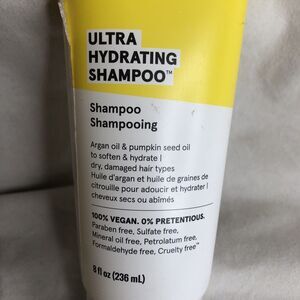 ULTRA
HYDRATING
SHAMPOO™
Shampoo
Shampooing
Argan oil & pumpkin seed oil
to soften & hydrate |
dry, damaged hair types
Huile d'argan et huile de graines de
citrouille pour adoucir et hydrater |
cheveux secs ou abîmés
100% VEGAN. 0% PRETENTIOUS.
Paraben free, Sulfate free,
Mineral oil free, Petrolatum free,
Formaldehyde free, Cruelty free™
8 fl oz (236 mL)